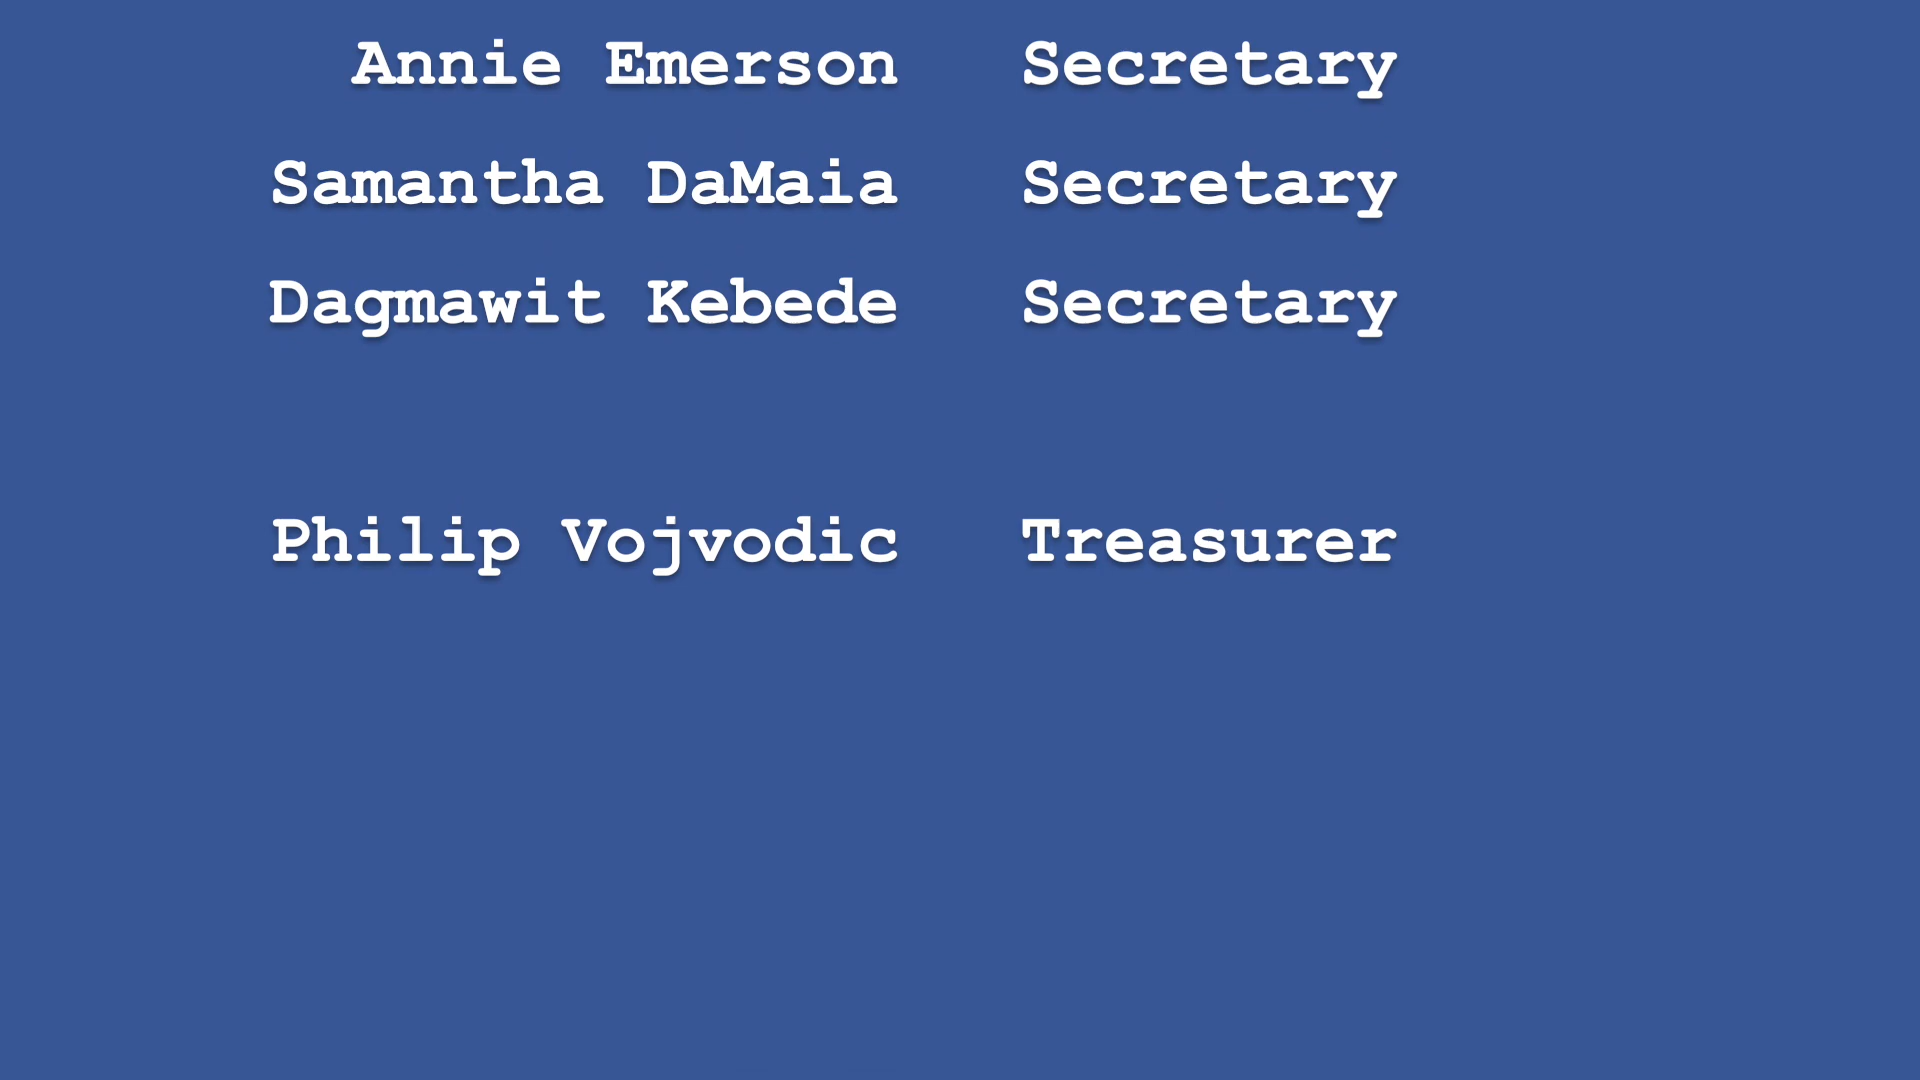 Annie Emerson Secretary
Samantha DaMaia Secretary
Dagmawit Kebede Secretary
Philip Vojvodic Treasurer